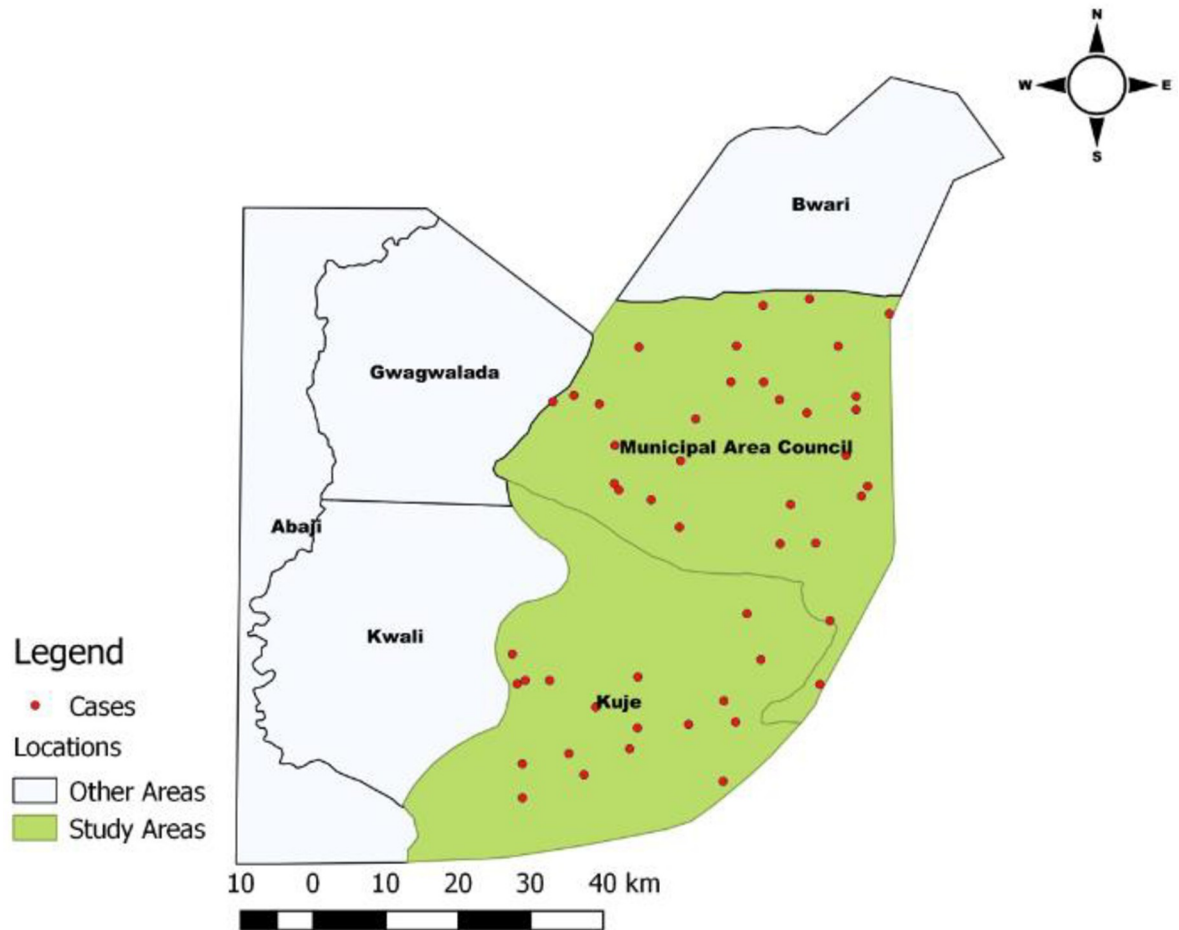 N
W E
S
Bwari
Gwagwalada
Municipal Area Council
Abaji
Kwali
Kuje
Legend
Cases
Locations
Other Areas
Study Areas
10 0 10 20 30 40 km